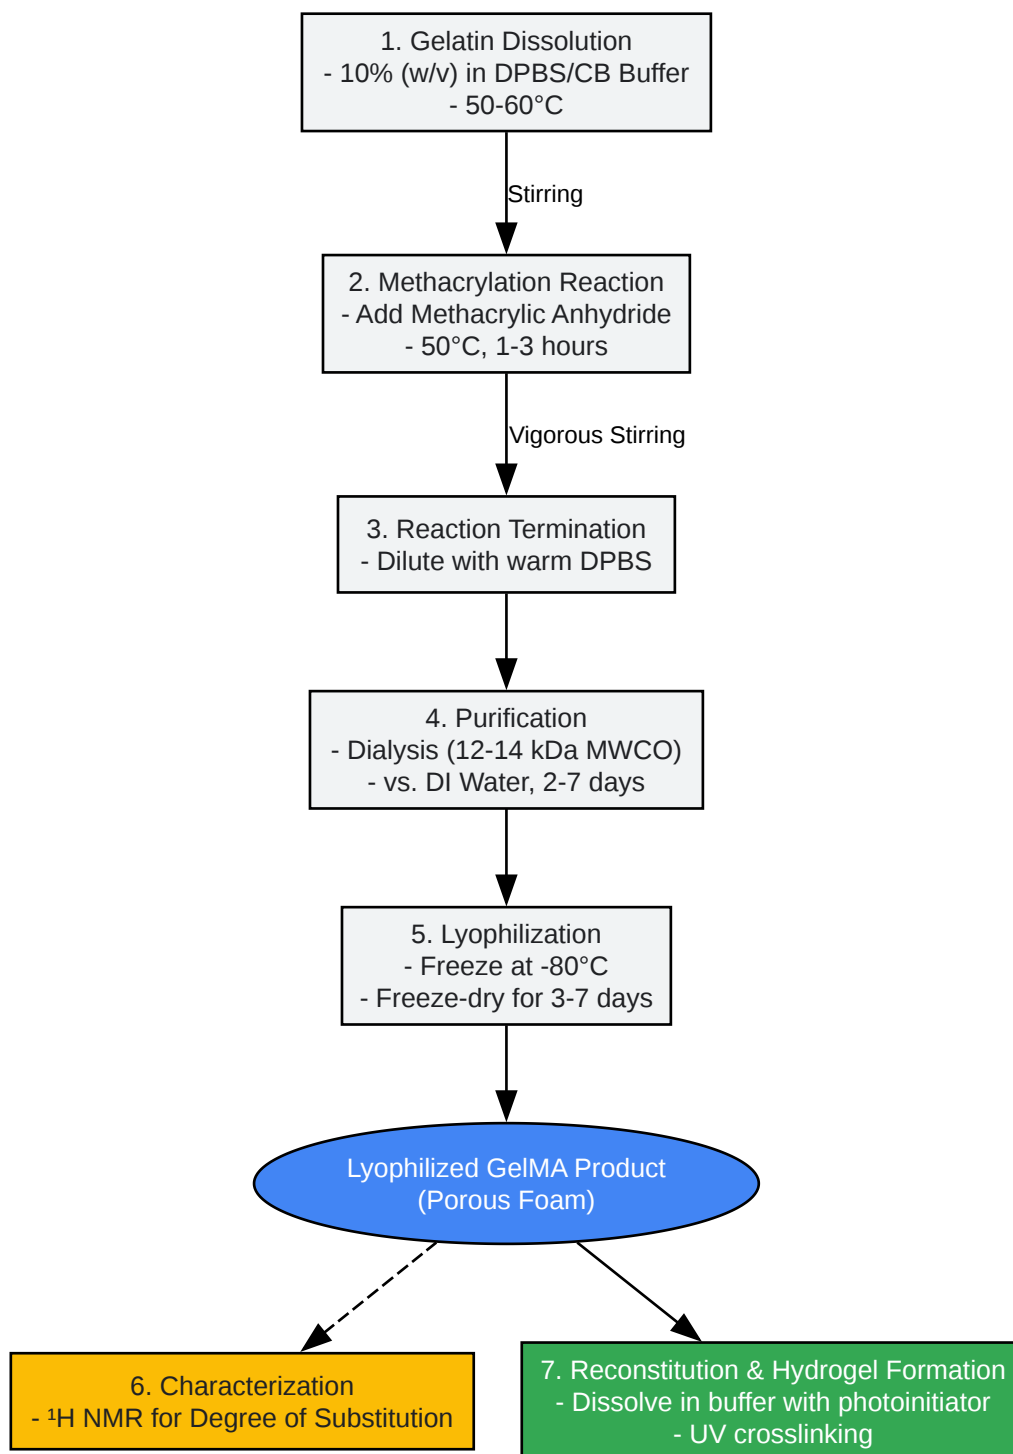 1. Gelatin Dissolution
- 10% (w/v) in DPBS/CB Buffer
- 50-60°C
Stirring
2. Methacrylation Reaction
- Add Methacrylic Anhydride
- 50°C, 1-3 hours
Vigorous Stirring
3. Reaction Termination
- Dilute with warm DPBS
4. Purification
- Dialysis (12-14 kDa MWCO)
- vs. DI Water, 2-7 days
5. Lyophilization
- Freeze at -80°C
- Freeze-dry for 3-7 days
Lyophilized GelMA Product
(Porous Foam)
6. Characterization
- ¹H NMR for Degree of Substitution
7. Reconstitution & Hydrogel Formation
- Dissolve in buffer with photoinitiator
- UV crosslinking